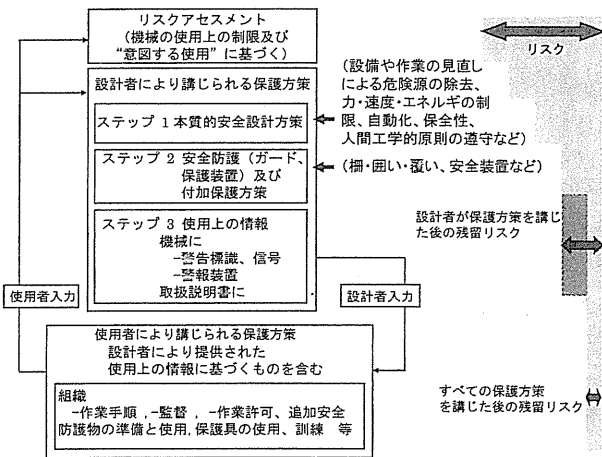 リスクアセスメント
(機械の使用上の制限及び
“意図する使用” に基づく)
設計者により講じられる保護方策
ステップ 1 本質的安全設計方策
ステップ 2 安全防護 (ガード、
保護装置) 及び
付加保護方策
ステップ 3 使用上の情報
機械に
-警告標識、信号
-警報装置
取扱説明書に
(設備や作業の見直し
による危険源の除去、
力・速度・エネルギの制
限、自動化、保全性、
人間工学的原則の遵守など)
(柵・囲い・覆い、安全装置など)
リスク
設計者が保護方策を講じ
た後の残留リスク
使用者入力
設計者入力
使用者により講じられる保護方策
設計者により提供された
使用上の情報に基づくものを含む
組織
-作業手順 , -監督 , -作業許可、追加安全
防護物の準備と使用, 保護具の使用、訓練 等
すべての保護方策
を講じた後の残留リスク